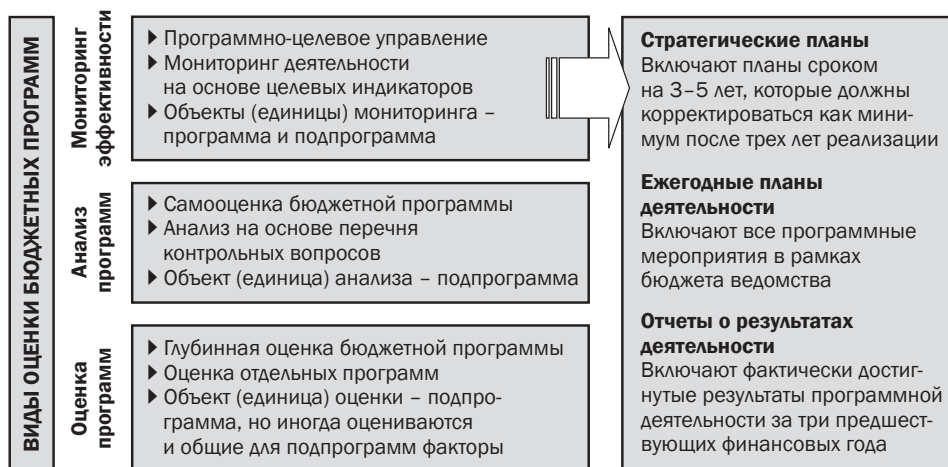 ВИДЫ ОЦЕНКИ БЮДЖЕТНЫХ ПРОГРАММ
Мониторинг
эффективности
Программно-целевое управление
Мониторинг деятельности
на основе целевых индикаторов
Объекты (единицы) мониторинга –
программа и подпрограмма
Анализ
программ
Самооценка бюджетной программы
Анализ на основе перечня
контрольных вопросов
Объект (единица) анализа – подпрограмма
Оценка
программ
Глубинная оценка бюджетной программы
Оценка отдельных программ
Объект (единица) оценки – подпро-
грамма, но иногда оцениваются
и общие для подпрограмм факторы
Стратегические планы
Включают планы сроком
на 3–5 лет, которые должны
корректироваться как мини-
мум после трех лет реализации
Ежегодные планы
деятельности
Включают все программные
мероприятия в рамках
бюджета ведомства
Отчеты о результатах
деятельности
Включают фактически достиг-
нутые результаты программной
деятельности за три предшест-
вующих финансовых года